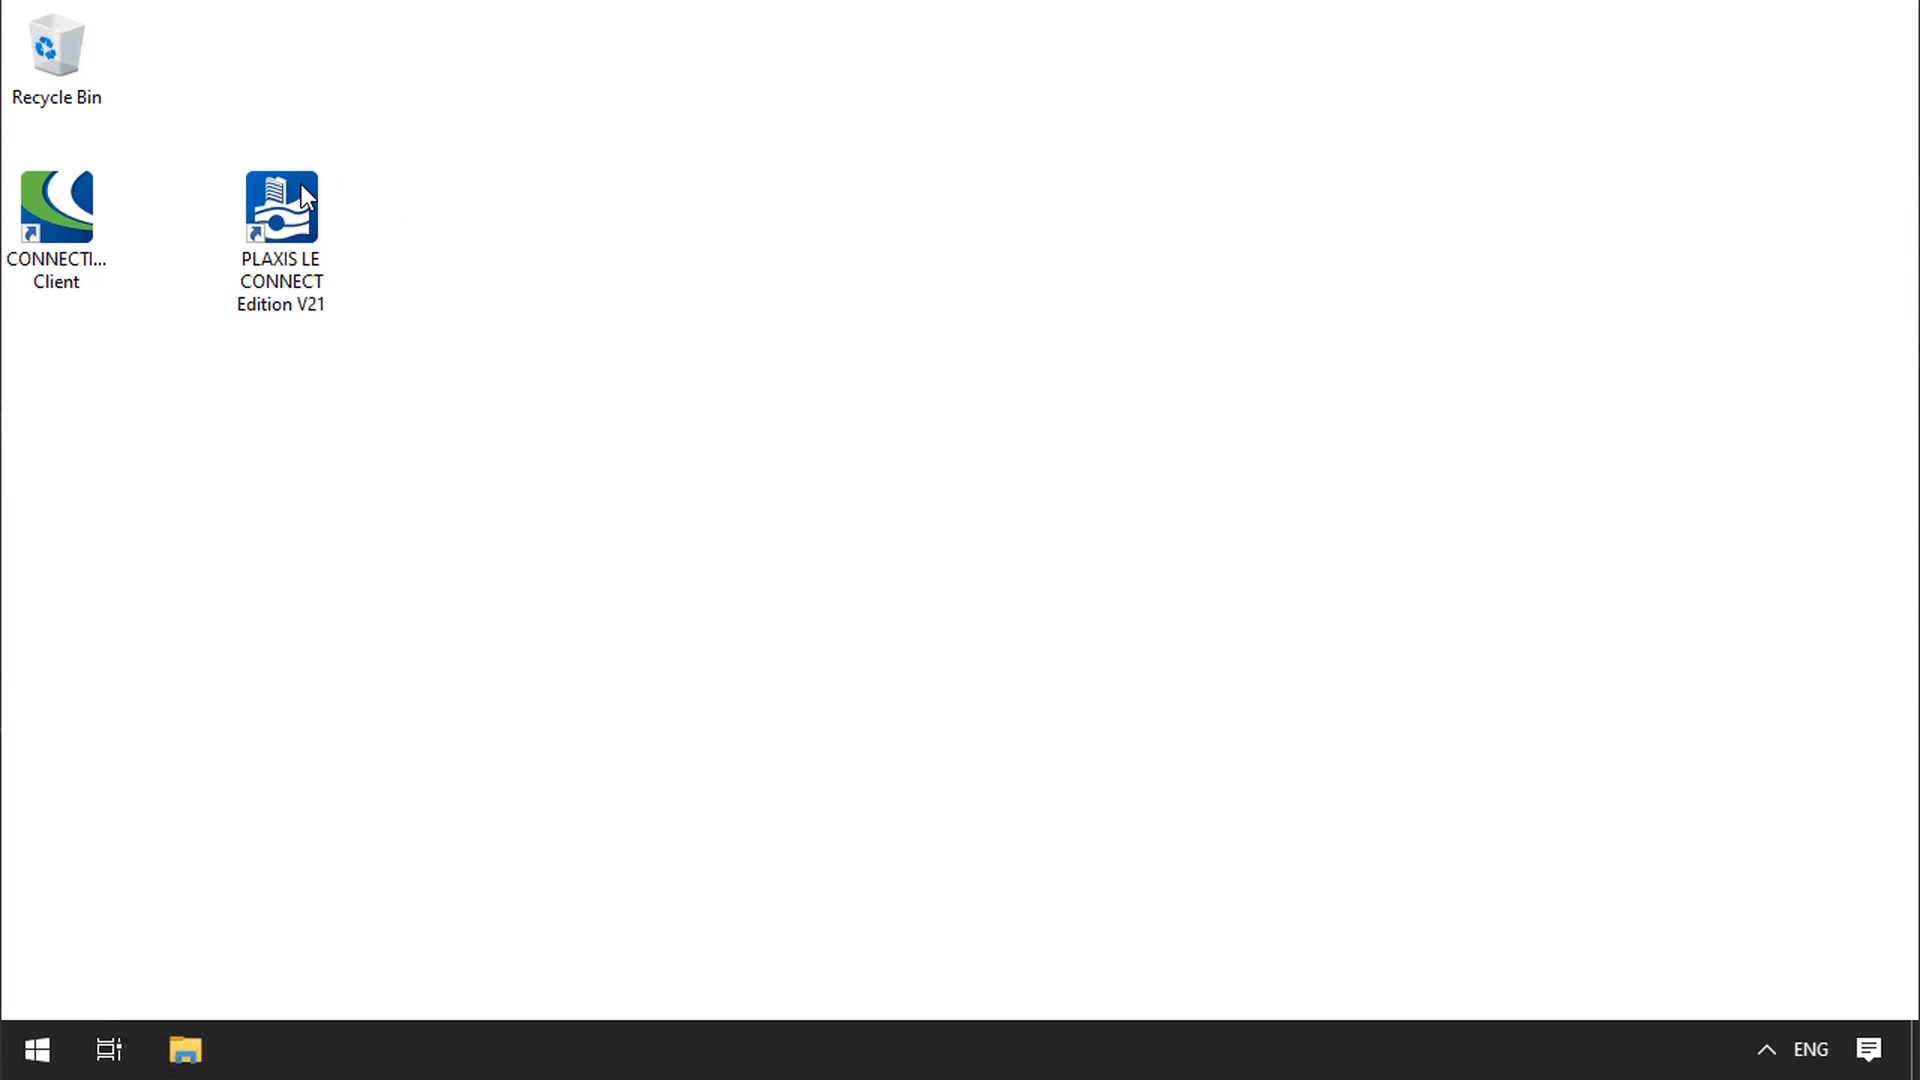 Recycle Bin
CONNECTI...
Client
PLAXIS LE
CONNECT
Edition V21
ENG